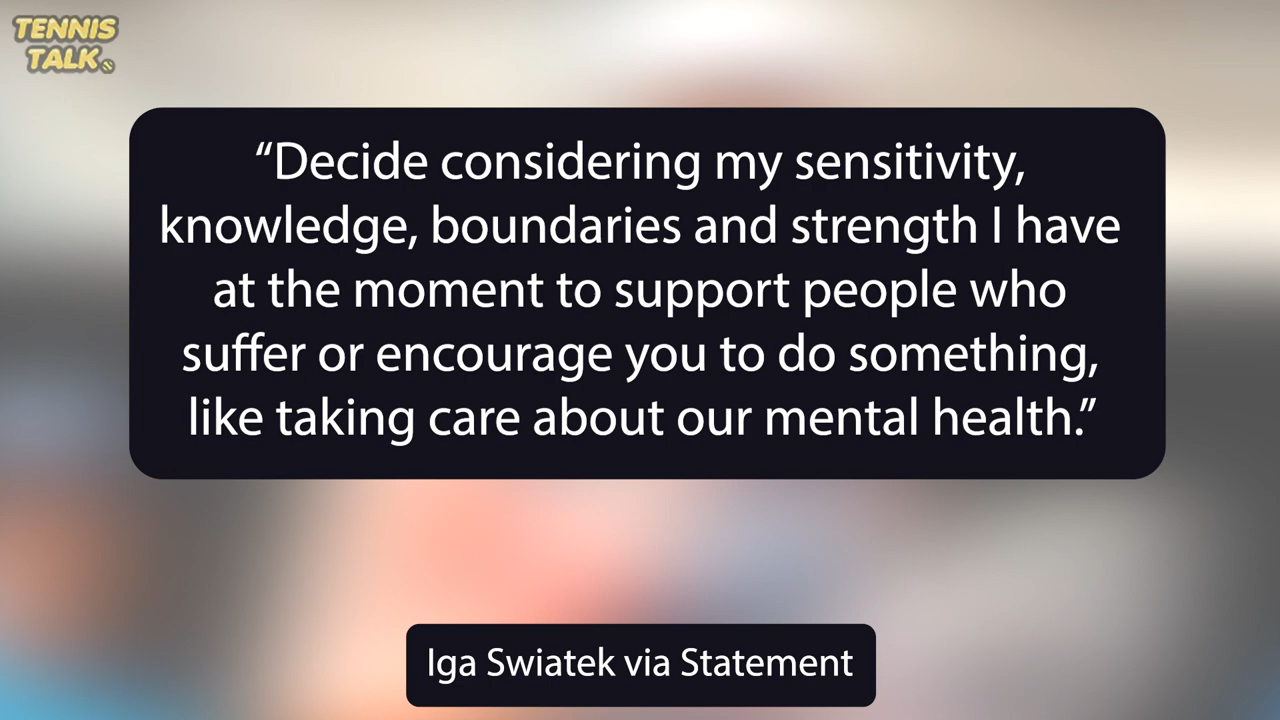 TENNIS
TALK
“Decide considering my sensitivity,
knowledge, boundaries and strength I have
at the moment to support people who
suffer or encourage you to do something,
like taking care about our mental health.”
Iga Swiatek via Statement